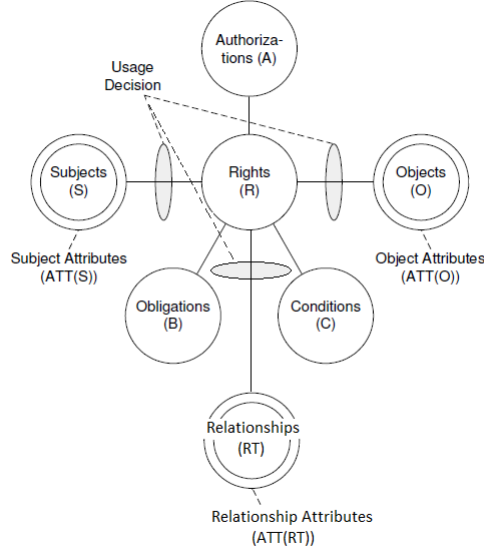 Authoriza-
tions (A)
Usage
Decision
Subjects
(S)
Rights
(R)
Objects
(O)
Subject Attributes
(ATT(S))
Object Attributes
(ATT(O))
Obligations
(B)
Conditions
(C)
Relationships
(RT)
Relationship Attributes
(ATT(RT))